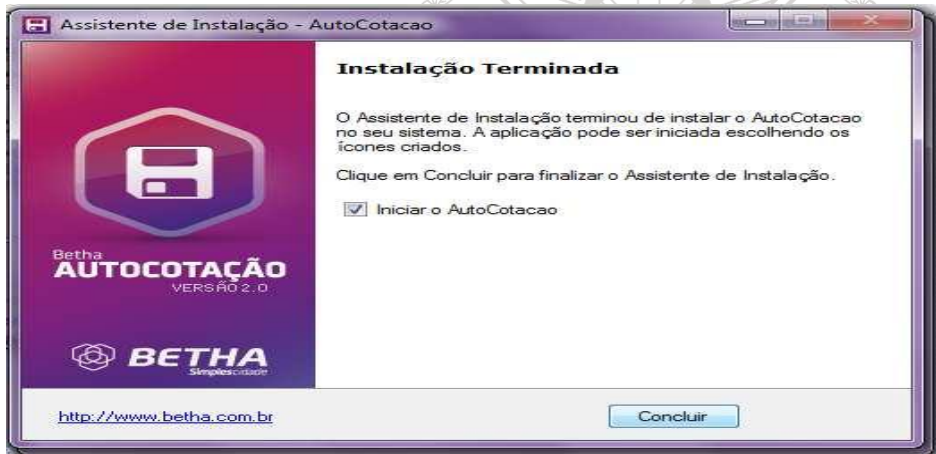 Assistente de Instalação - AutoCotacao
Instalação Terminada
O Assistente de Instalação terminou de instalar o AutoCotacao
no seu sistema. A aplicação pode ser iniciada escolhendo os
ícones criados.
Clique em Concluir para finalizar o Assistente de Instalação.
Iniciar o AutoCotacao
Betha
AUTOCOTAÇÃO
VERSÃO 2.0
BETHA
Simplescidade
http://www.betha.com.br
Concluir